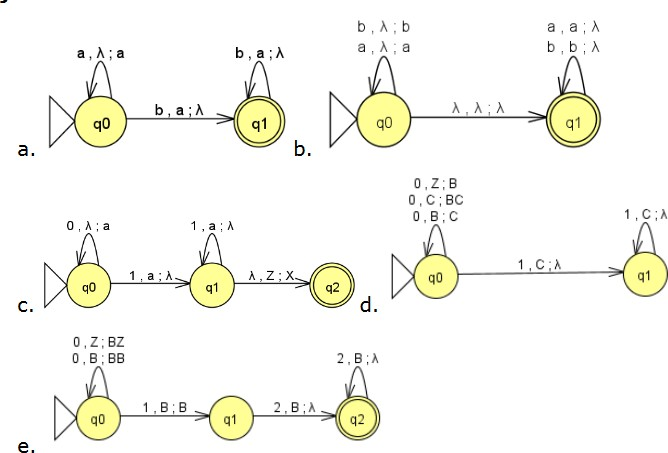 a, λ; a
b, a; λ
q0
b, a; λ
q1
a.
b, λ; b
a, λ; a
a, a; λ
b, b; λ
q0
λ, λ; λ
q1
b.
0, λ; a
1, a; λ
q0
1, a; λ
q1
λ, Z; X
q2
c.
0, Z; B
0, C; BC
0, B; C
1, C; λ
q0
1, C; λ
q1
d.
0, Z; BZ
0, B; BB
2, B; λ
q0
1, B; B
q1
2, B; λ
q2
e.